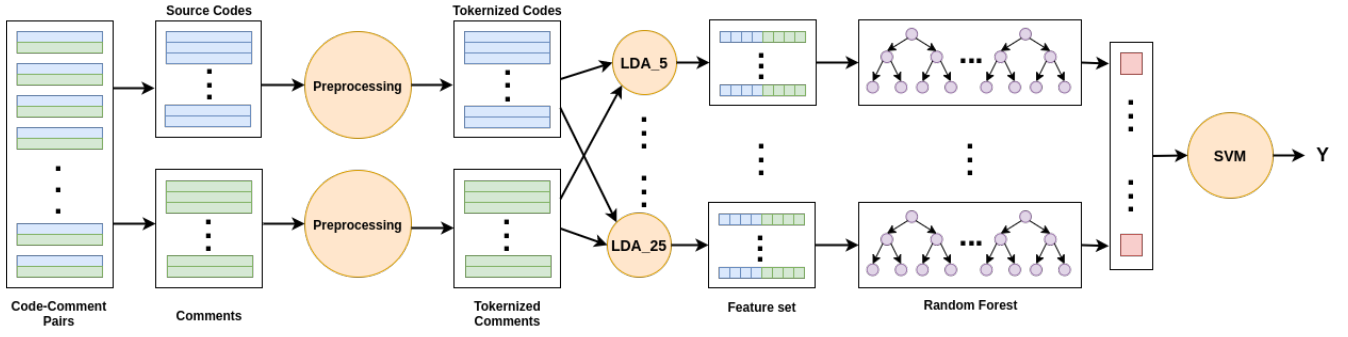 Source Codes
Tokernized Codes
Preprocessing
LDA_5
SVM
Y
Preprocessing
LDA_25
Code-Comment
Pairs
Comments
Tokernized
Comments
Feature set
Random Forest